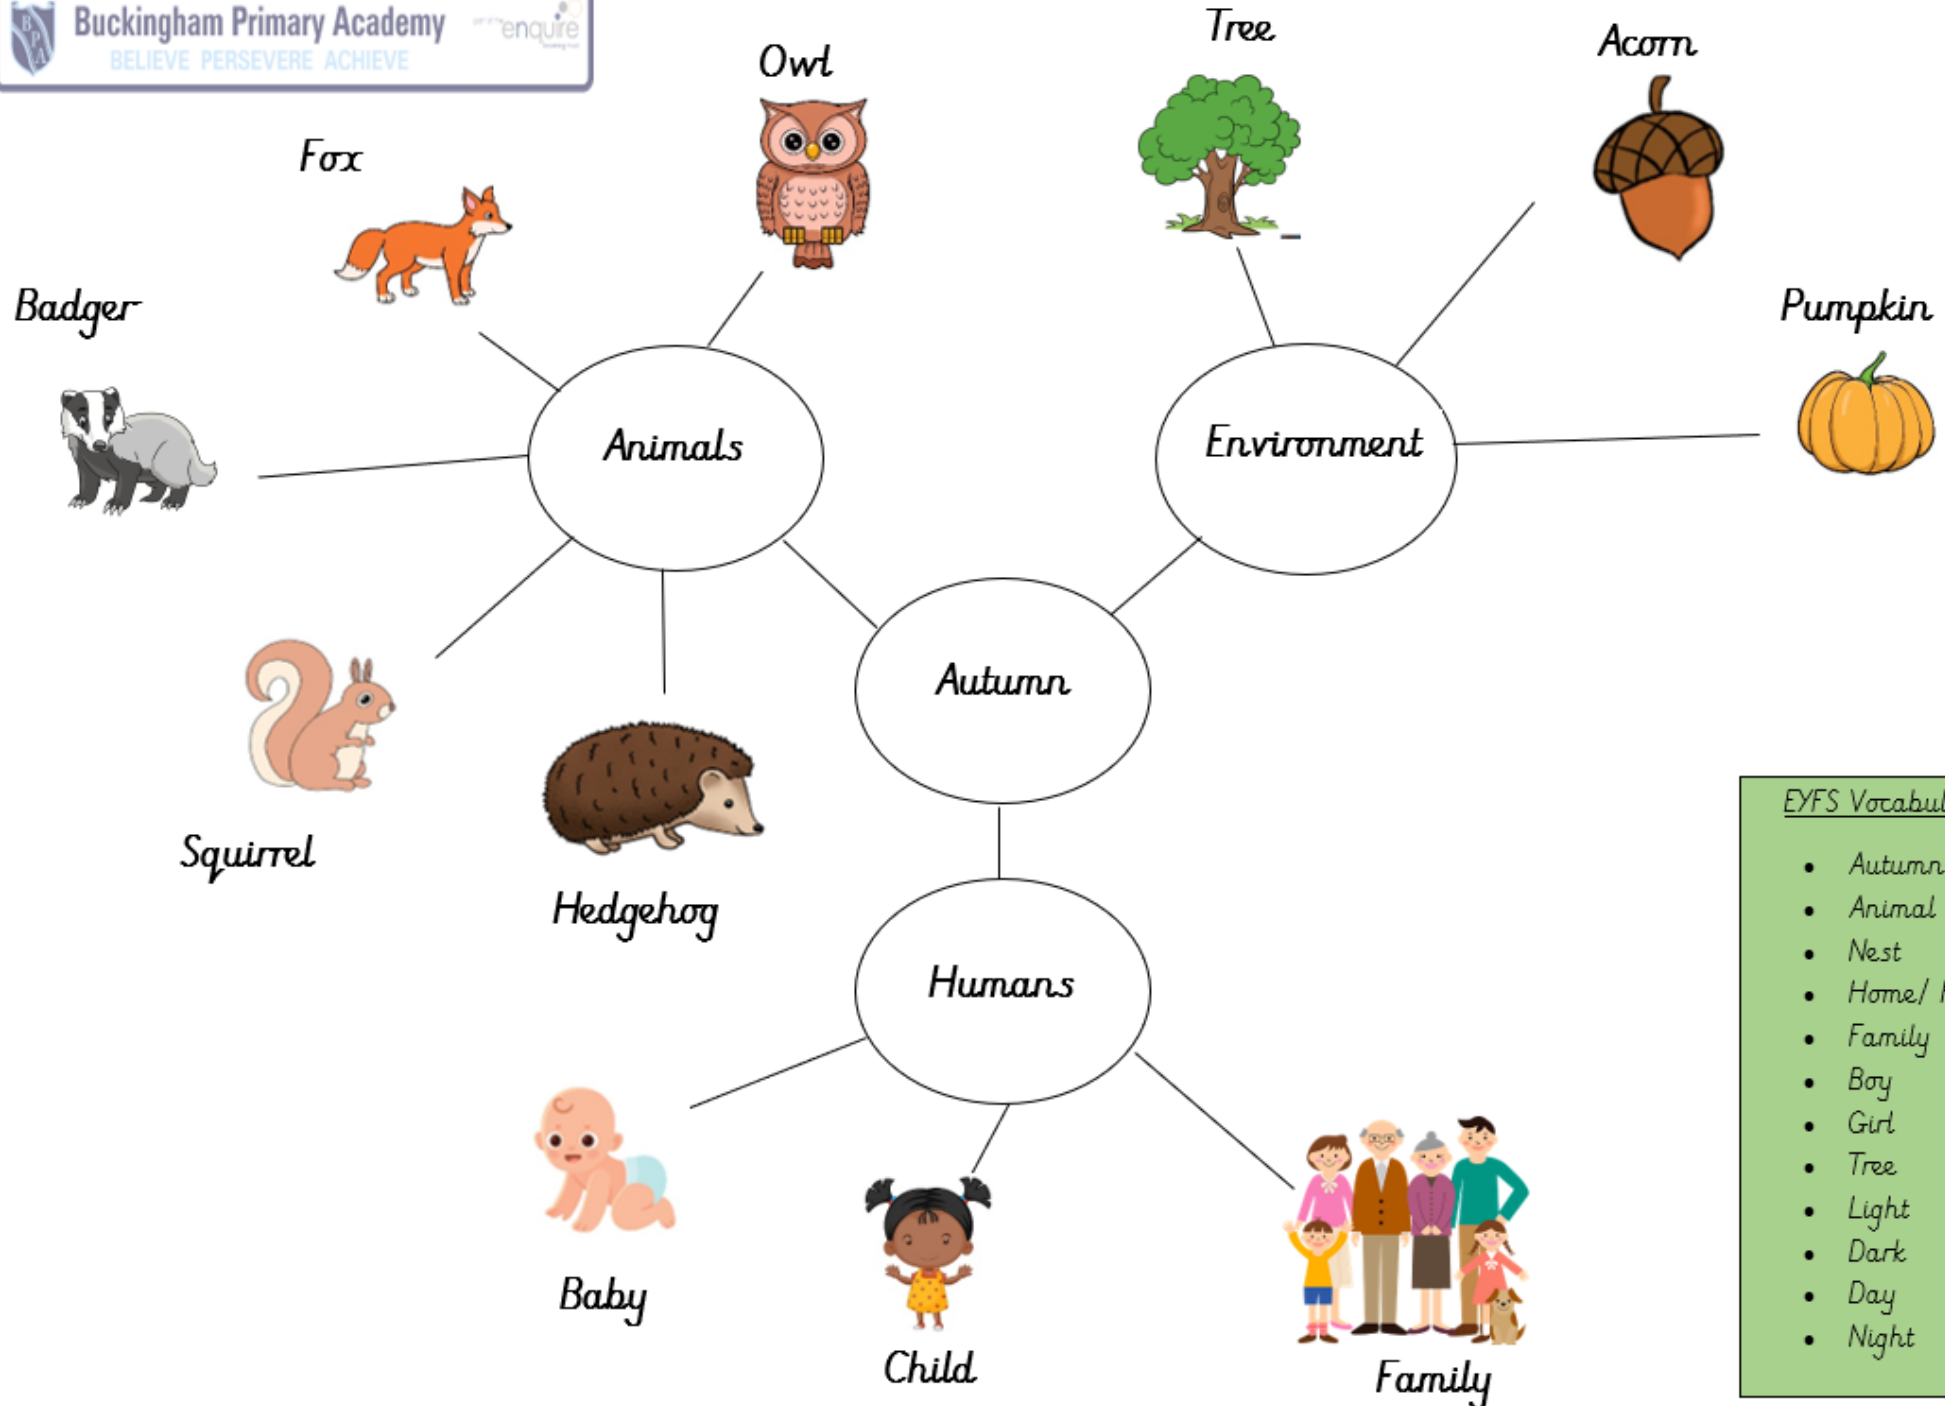 Buckingham Primary Academy
BELIEVE PERSEVERE ACHIEVE
enquire
Owl
Tree
Acorn
Fox
Badger
Pumpkin
Animals
Environment
Autumn
Squirrel
Hedgehog
Humans
Baby
Child
Family
EYFS Vocabul
• Autumn
• Animal
• Nest
• Home/
• Family
• Boy
• Girl
• Tree
• Light
• Dark
• Day
• Night